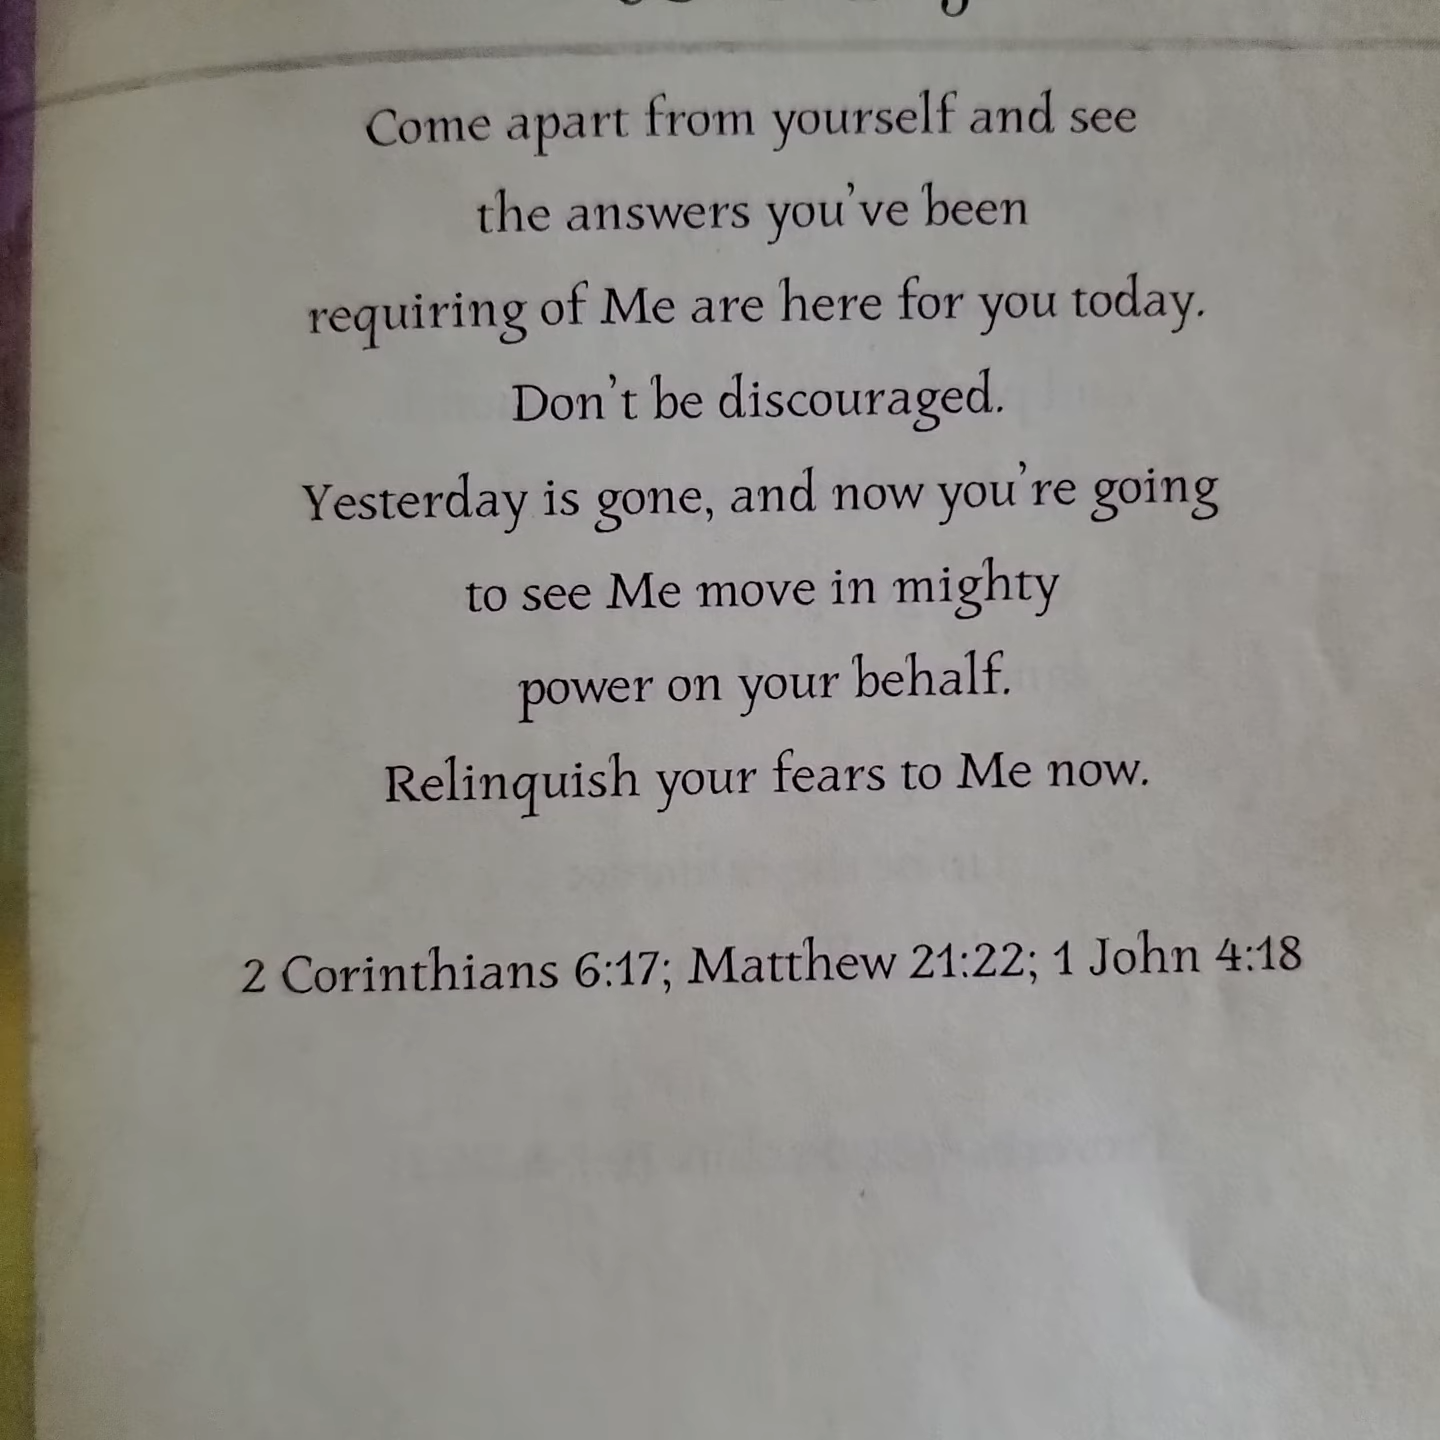 Come apart from yourself and see
the answers you've been
requiring of Me are here for you today.
Don't be discouraged.
Yesterday is gone, and now you're going
to see Me move in mighty
power on your behalf.
Relinquish your fears to Me now.
2 Corinthians 6:17; Matthew 21:22; 1 John 4:18